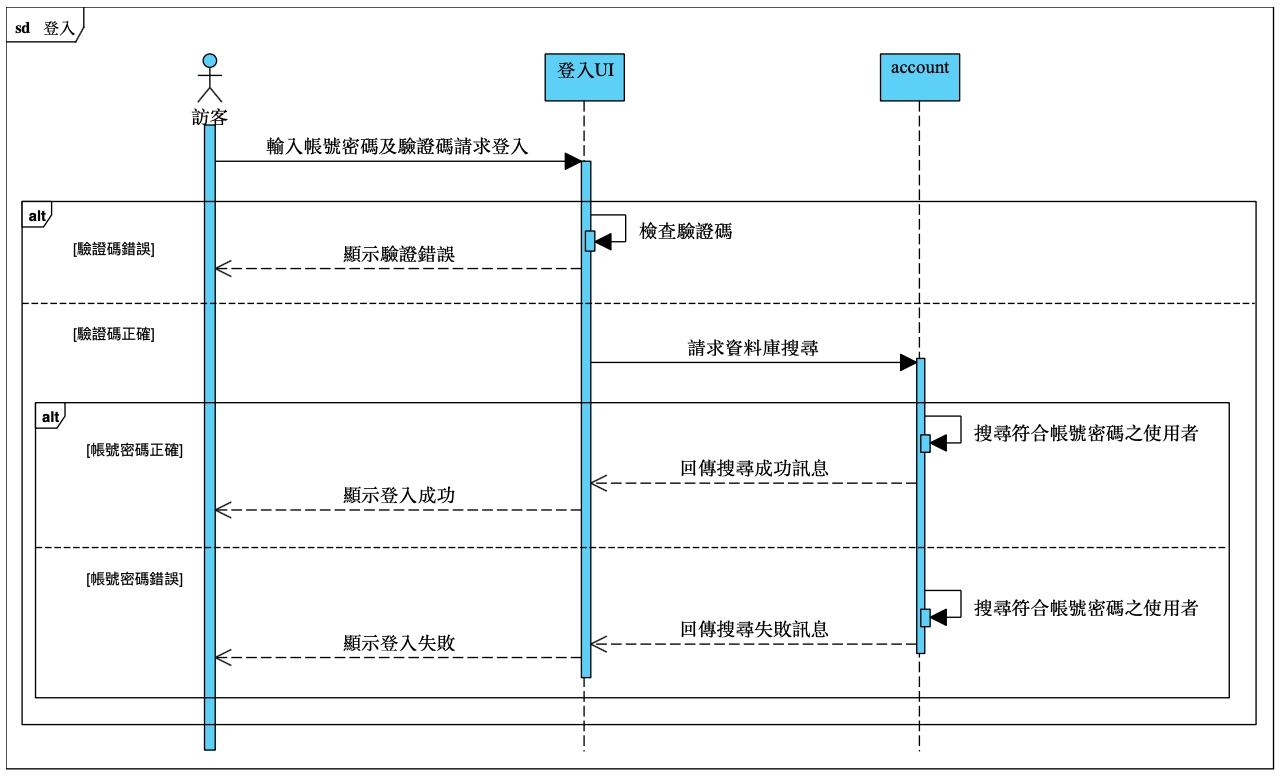 sd 登入
訪客
登入UI
account
輸入帳號密碼及驗證碼請求登入
alt
檢查驗證碼
[驗證碼錯誤]
顯示驗證錯誤
[驗證碼正確]
請求資料庫搜尋
alt
搜尋符合帳號密碼之使用者
[帳號密碼正確]
回傳搜尋成功訊息
顯示登入成功
[帳號密碼錯誤]
搜尋符合帳號密碼之使用者
回傳搜尋失敗訊息
顯示登入失敗